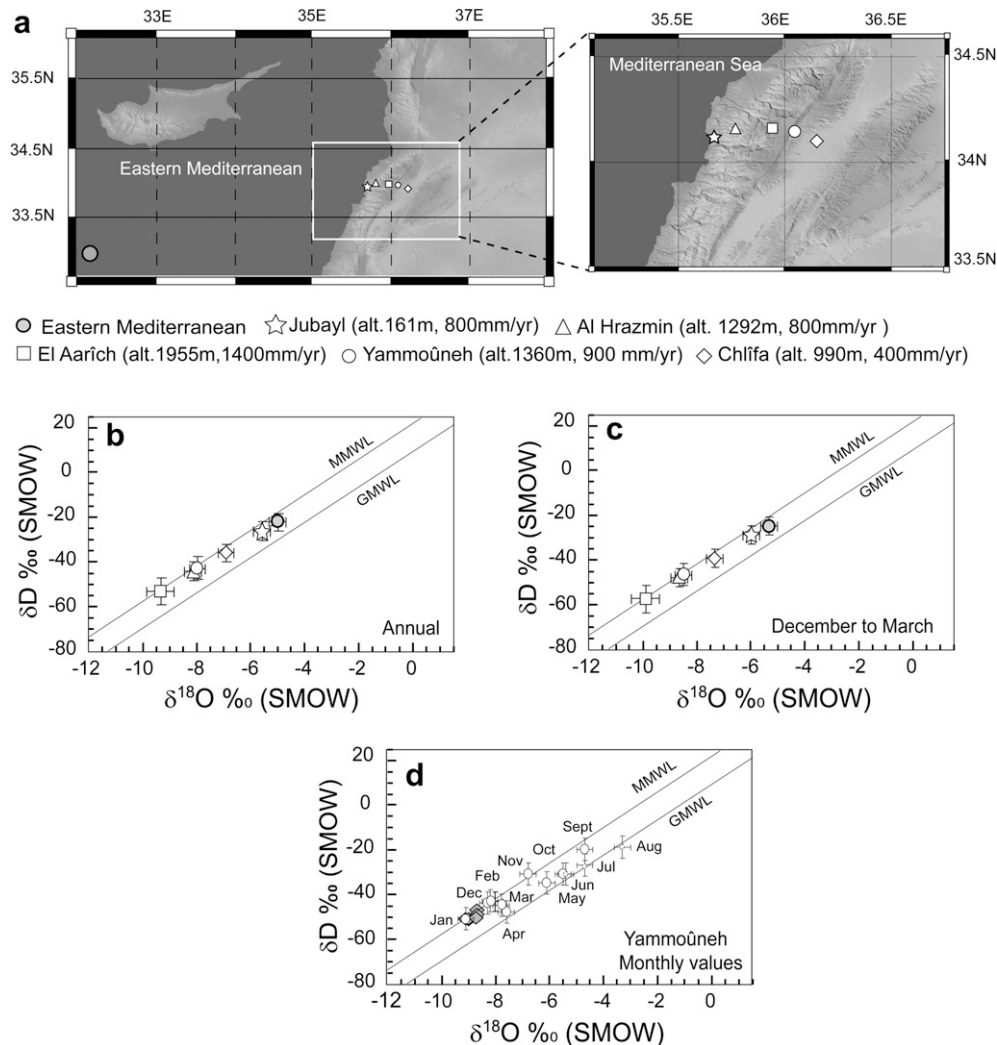 a
33E 35E 37E
35.5N
34.5N
33.5N
Eastern Mediterranean
35.5E 36E 36.5E
Mediterranean Sea
34.5N
34N
33.5N
Eastern Mediterranean Jubayl (alt.161m, 800mm/yr) Al Hrazmin (alt. 1292m, 800mm/yr )
El Aarîch (alt.1955m,1400mm/yr) Yammoûneh (alt.1360m, 900 mm/yr) Chlîfa (alt. 990m, 400mm/yr)
b
20
0
-20
-40
-60
-80
δD ‰ (SMOW)
MMWL
GMWL
Annual
-12 -10 -8 -6 -4 -2 0
δ¹⁸O ‰ (SMOW)
c
20
0
-20
-40
-60
-80
δD ‰ (SMOW)
MMWL
GMWL
December to March
-12 -10 -8 -6 -4 -2 0
δ¹⁸O ‰ (SMOW)
d
20
0
-20
-40
-60
-80
δD ‰ (SMOW)
MMWL
GMWL
Sept
Aug
Oct
Jul
Nov
Jun
Feb
May
Dec
Mar
Jan
Apr
Yammoûneh
Monthly values
-12 -10 -8 -6 -4 -2 0
δ¹⁸O ‰ (SMOW)